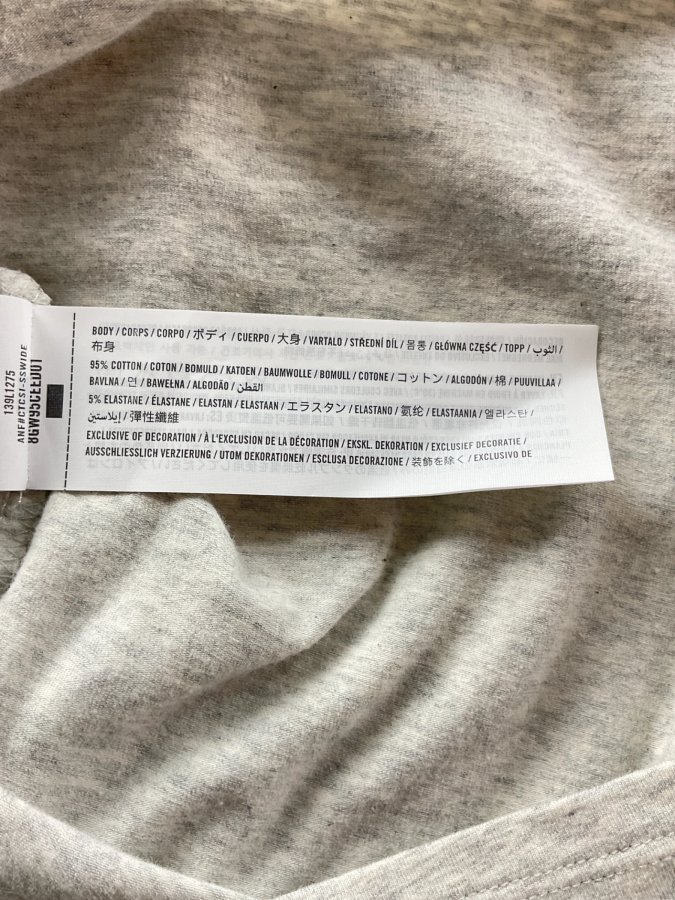 BODY / CORPS / CORPO / ボディ / CUERPO / 大身 / VARTALO / STŘEDNÍ DÍL / 몸통 / GŁÓWNA CZĘŚĆ / TOPP / الثوب /
布身
95% COTTON / COTON / BOMULD / KATOEN / BAUMWOLLE / BOMULL / COTONE / コットン / ALGODÓN / 棉 / PUUVILLAA /
BAVLNA / 면 / BAWEŁNA / ALGODÃO / القطن
5% ELASTANE / ÉLASTANE / ELASTAN / ELASTAAN / エラスタン / ELASTANO / 氨纶 / ELASTAANIA / 엘라스탄 /
إيلاستين / 彈性纖維
EXCLUSIVE OF DECORATION / À L'EXCLUSION DE LA DÉCORATION / EKSKL. DEKORATION / EXCLUSIEF DECORATIE /
AUSSCHLIESSLICH VERZIERUNG / UTOM DEKORATIONEN / ESCLUSA DECORAZIONE / 装飾を除く / EXCLUSIVO DE
139L1275
ANF#CTGSI-SSWIDE